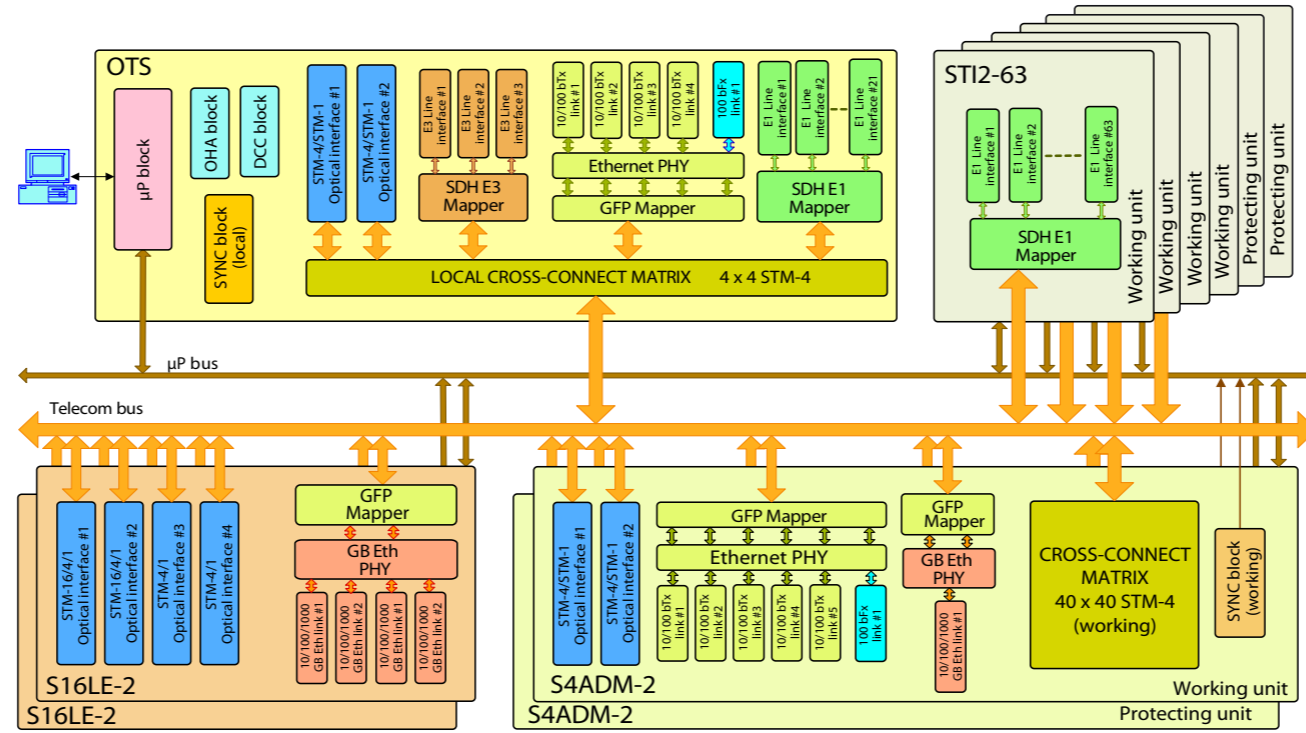 OTS
µP block
OHA block
DCC block
SYNC block
(local)
STM-4/STM-1
Optical interface #1
STM-4/STM-1
Optical interface #2
E3 Line
interface #1
E3 Line
interface #2
E3 Line
interface #3
SDH E3
Mapper
10/100 bTx
link #1
10/100 bTx
link #2
10/100 bTx
link #3
10/100 bTx
link #4
100 bFx
link #1
Ethernet PHY
GFP Mapper
E1 Line
interface #1
E1 Line
interface #2
E1 Line
interface #21
SDH E1
Mapper
LOCAL CROSS-CONNECT MATRIX 4 x 4 STM-4
STI2-63
E1 Line
interface #1
E1 Line
interface #2
E1 Line
interface #63
SDH E1
Mapper
Working unit
Working unit
Working unit
Working unit
Protecting unit
Protecting unit
µP bus
Telecom bus
STM-16/4/1
Optical interface #1
STM-16/4/1
Optical interface #2
STM-4/1
Optical interface #3
STM-4/1
Optical interface #4
GFP
Mapper
GB Eth
PHY
10/100/1000
GB Eth link #1
10/100/1000
GB Eth link #2
10/100/1000
GB Eth link #1
10/100/1000
GB Eth link #2
S16LE-2
S16LE-2
STM-4/STM-1
Optical interface #1
STM-4/STM-1
Optical interface #2
GFP Mapper
Ethernet PHY
10/100 bTx
link #1
10/100 bTx
link #2
10/100 bTx
link #3
10/100 bTx
link #4
10/100 bTx
link #5
100 bFx
link #1
GFP
Mapper
GB Eth
PHY
10/100/1000
GB Eth link #1
CROSS-CONNECT
MATRIX
40 x 40 STM-4
(working)
SYNC block
(working)
S4ADM-2
Working unit
S4ADM-2
Protecting unit